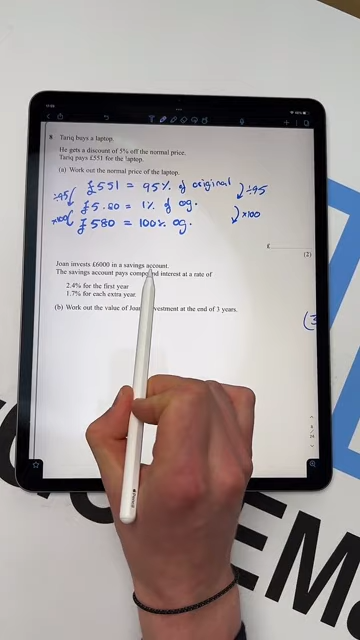 8 Tariq buys a laptop.
He gets a discount of 5% off the normal price.
Tariq pays £551 for the laptop.
(a) Work out the normal price of the laptop.
£551 = 95% of original
÷95 £5.80 = 1% of og. ÷95
×100 £580 = 100% og. ×100
£
(2)
Joan invests £6000 in a savings account.
The savings account pays compound interest at a rate of
2.4% for the first year
1.7% for each extra year.
(b) Work out the value of Joan investment at the end of 3 years.
(3
EMS